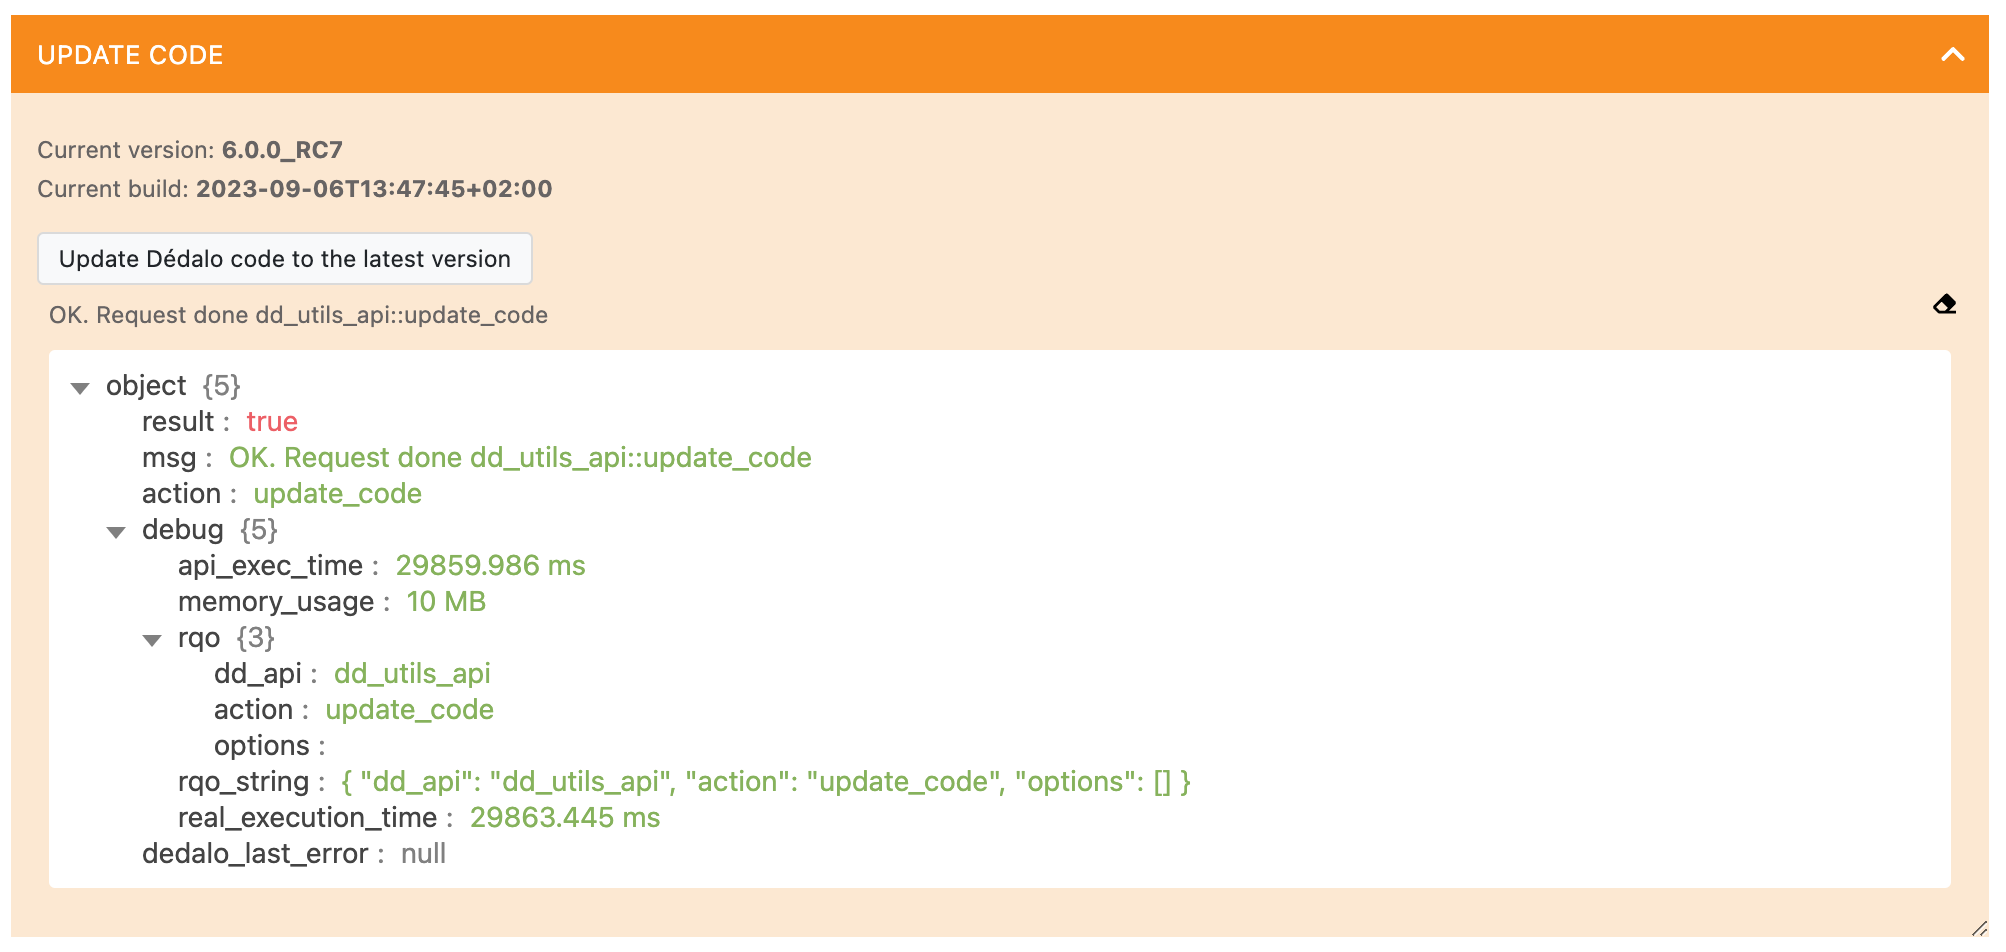 UPDATE CODE
Current version: 6.0.0_RC7
Current build: 2023-09-06T13:47:45+02:00
Update Dédalo code to the latest version
OK. Request done dd_utils_api::update_code
object {5}
result : true
msg : OK. Request done dd_utils_api::update_code
action : update_code
debug {5}
api_exec_time : 29859.986 ms
memory_usage : 10 MB
rqo {3}
dd_api : dd_utils_api
action : update_code
options :
rqo_string : { "dd_api": "dd_utils_api", "action": "update_code", "options": [] }
real_execution_time : 29863.445 ms
dedalo_last_error : null